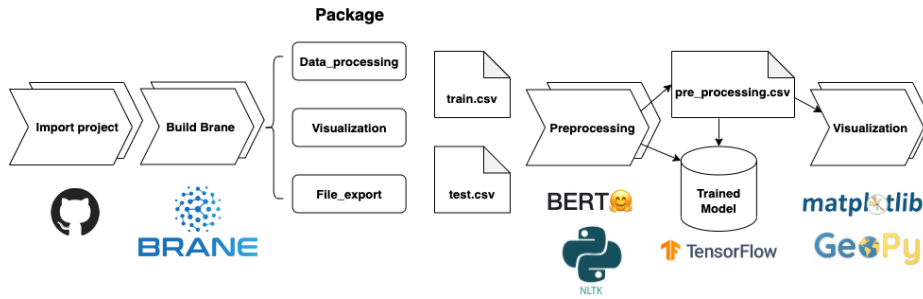 Package
Import project
Build Brane
Data_processing
Visualization
File_export
train.csv
test.csv
Preprocessing
pre_processing.csv
Trained
Model
Visualization
BRANE
BERT
NLTK
TensorFlow
matplotlib
GeoPy